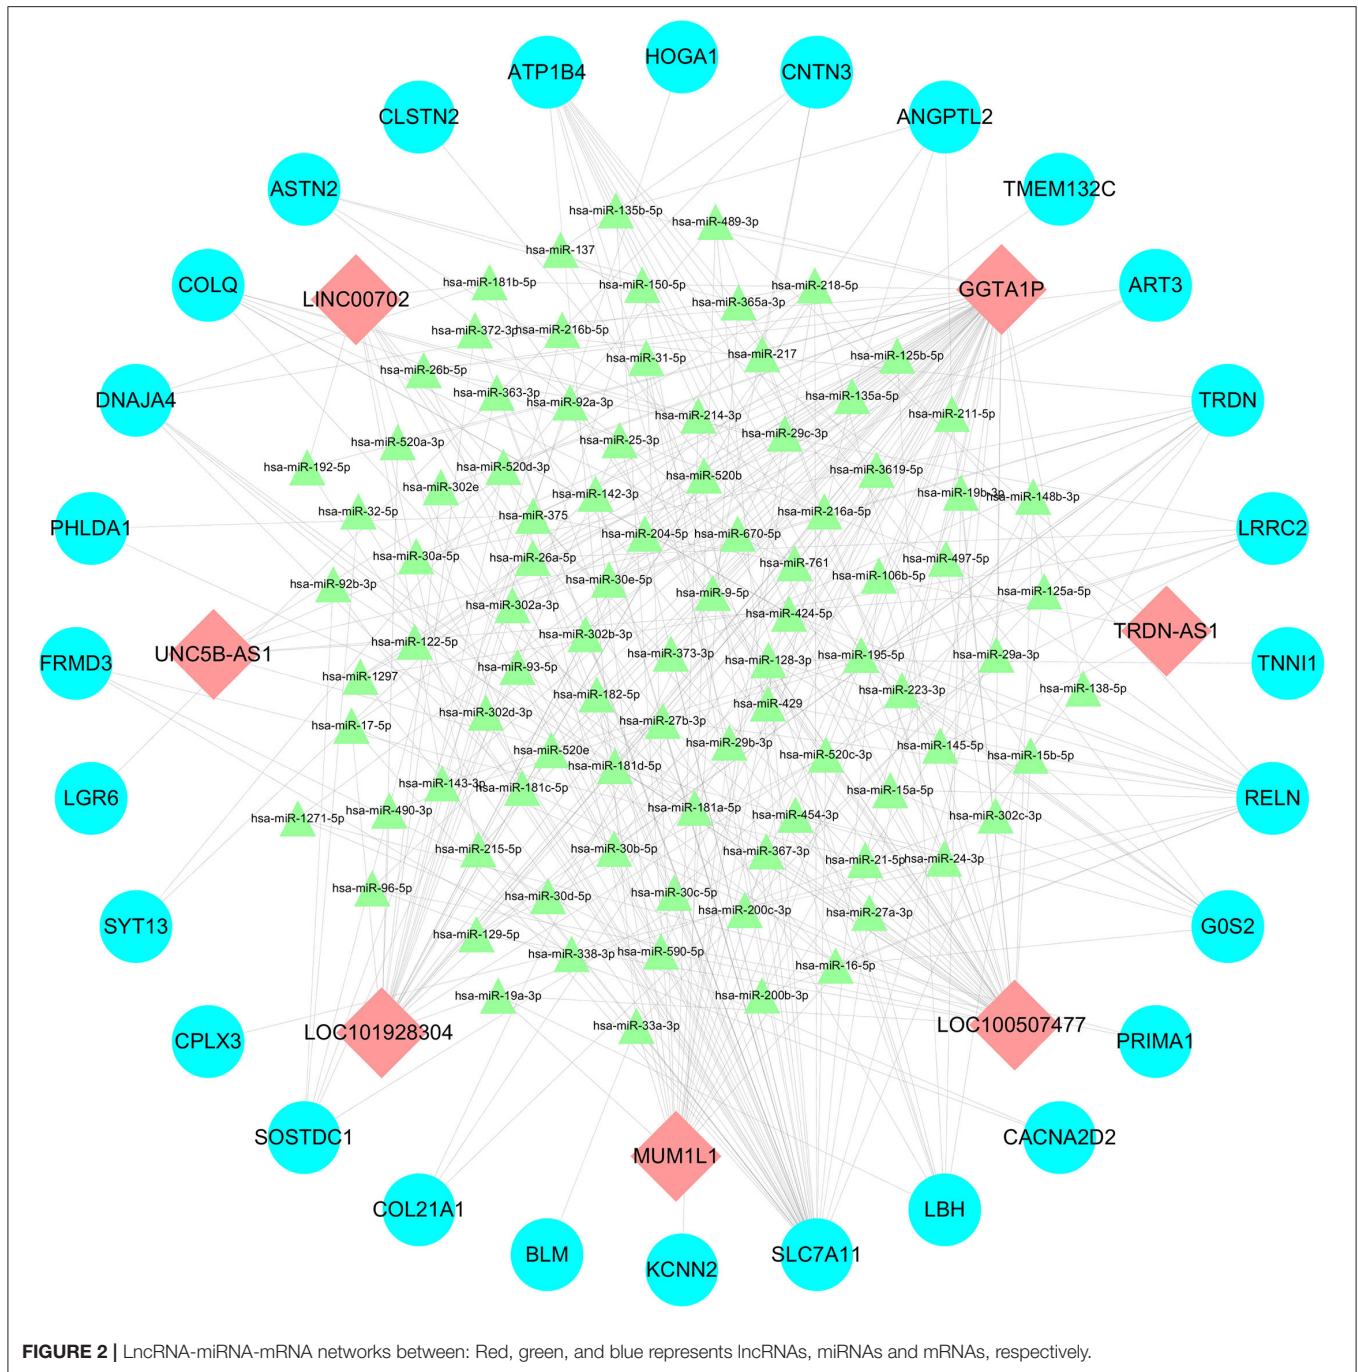 HOGA1
ATP1B4
CNTN3
CLSTN2
ANGPTL2
ASTN2
TMEM132C
hsa-miR-135b-5p
hsa-miR-489-3p
hsa-miR-137
COLQ
LINC00702
hsa-miR-181b-5p
hsa-miR-150-5p
hsa-miR-365a-3p
hsa-miR-218-5p
GGTA1P
ART3
hsa-miR-372-3p
hsa-miR-216b-5p
hsa-miR-31-5p
hsa-miR-217
hsa-miR-125b-5p
hsa-miR-26b-5p
hsa-miR-363-3p
hsa-miR-92a-3p
hsa-miR-135a-5p
DNAJA4
hsa-miR-214-3p
hsa-miR-211-5p
TRDN
hsa-miR-520a-3p
hsa-miR-25-3p
hsa-miR-29c-3p
hsa-miR-192-5p
hsa-miR-520d-3p
hsa-miR-302e
hsa-miR-520b
hsa-miR-3619-5p
hsa-miR-142-3p
hsa-miR-19b-3p
hsa-miR-148b-3p
PHLDA1
hsa-miR-32-5p
hsa-miR-375
hsa-miR-216a-5p
LRRC2
hsa-miR-204-5p
hsa-miR-670-5p
hsa-miR-30a-5p
hsa-miR-26a-5p
hsa-miR-761
hsa-miR-497-5p
hsa-miR-92b-3p
hsa-miR-30e-5p
hsa-miR-106b-5p
hsa-miR-9-5p
hsa-miR-125a-5p
hsa-miR-302a-3p
hsa-miR-424-5p
TRDN-AS1
FRMD3
UNC5B-AS1
hsa-miR-122-5p
hsa-miR-302b-3p
hsa-miR-373-3p
hsa-miR-128-3p
hsa-miR-195-5p
hsa-miR-29a-3p
TNNI1
hsa-miR-1297
hsa-miR-93-5p
hsa-miR-182-5p
hsa-miR-223-3p
hsa-miR-138-5p
hsa-miR-17-5p
hsa-miR-302d-3p
hsa-miR-27b-3p
hsa-miR-429
hsa-miR-520e
hsa-miR-29b-3p
hsa-miR-520c-3p
hsa-miR-145-5p
hsa-miR-15b-5p
hsa-miR-181d-5p
LGR6
hsa-miR-143-3p
hsa-miR-181c-5p
hsa-miR-15a-5p
RELN
hsa-miR-1271-5p
hsa-miR-490-3p
hsa-miR-181a-5p
hsa-miR-454-3p
hsa-miR-302c-3p
hsa-miR-215-5p
hsa-miR-30b-5p
hsa-miR-367-3p
hsa-miR-21-5p
hsa-miR-24-3p
hsa-miR-96-5p
hsa-miR-30d-5p
hsa-miR-30c-5p
hsa-miR-200c-3p
hsa-miR-27a-3p
SYT13
hsa-miR-129-5p
hsa-miR-338-3p
hsa-miR-590-5p
hsa-miR-16-5p
G0S2
hsa-miR-19a-3p
hsa-miR-200b-3p
CPLX3
LOC101928304
hsa-miR-33a-3p
LOC100507477
PRIMA1
SOSTDC1
MUM1L1
CACNA2D2
COL21A1
LBH
BLM
KCNN2
SLC7A11
FIGURE 2 | LncRNA-miRNA-mRNA networks between: Red, green, and blue represents lncRNAs, miRNAs and mRNAs, respectively.